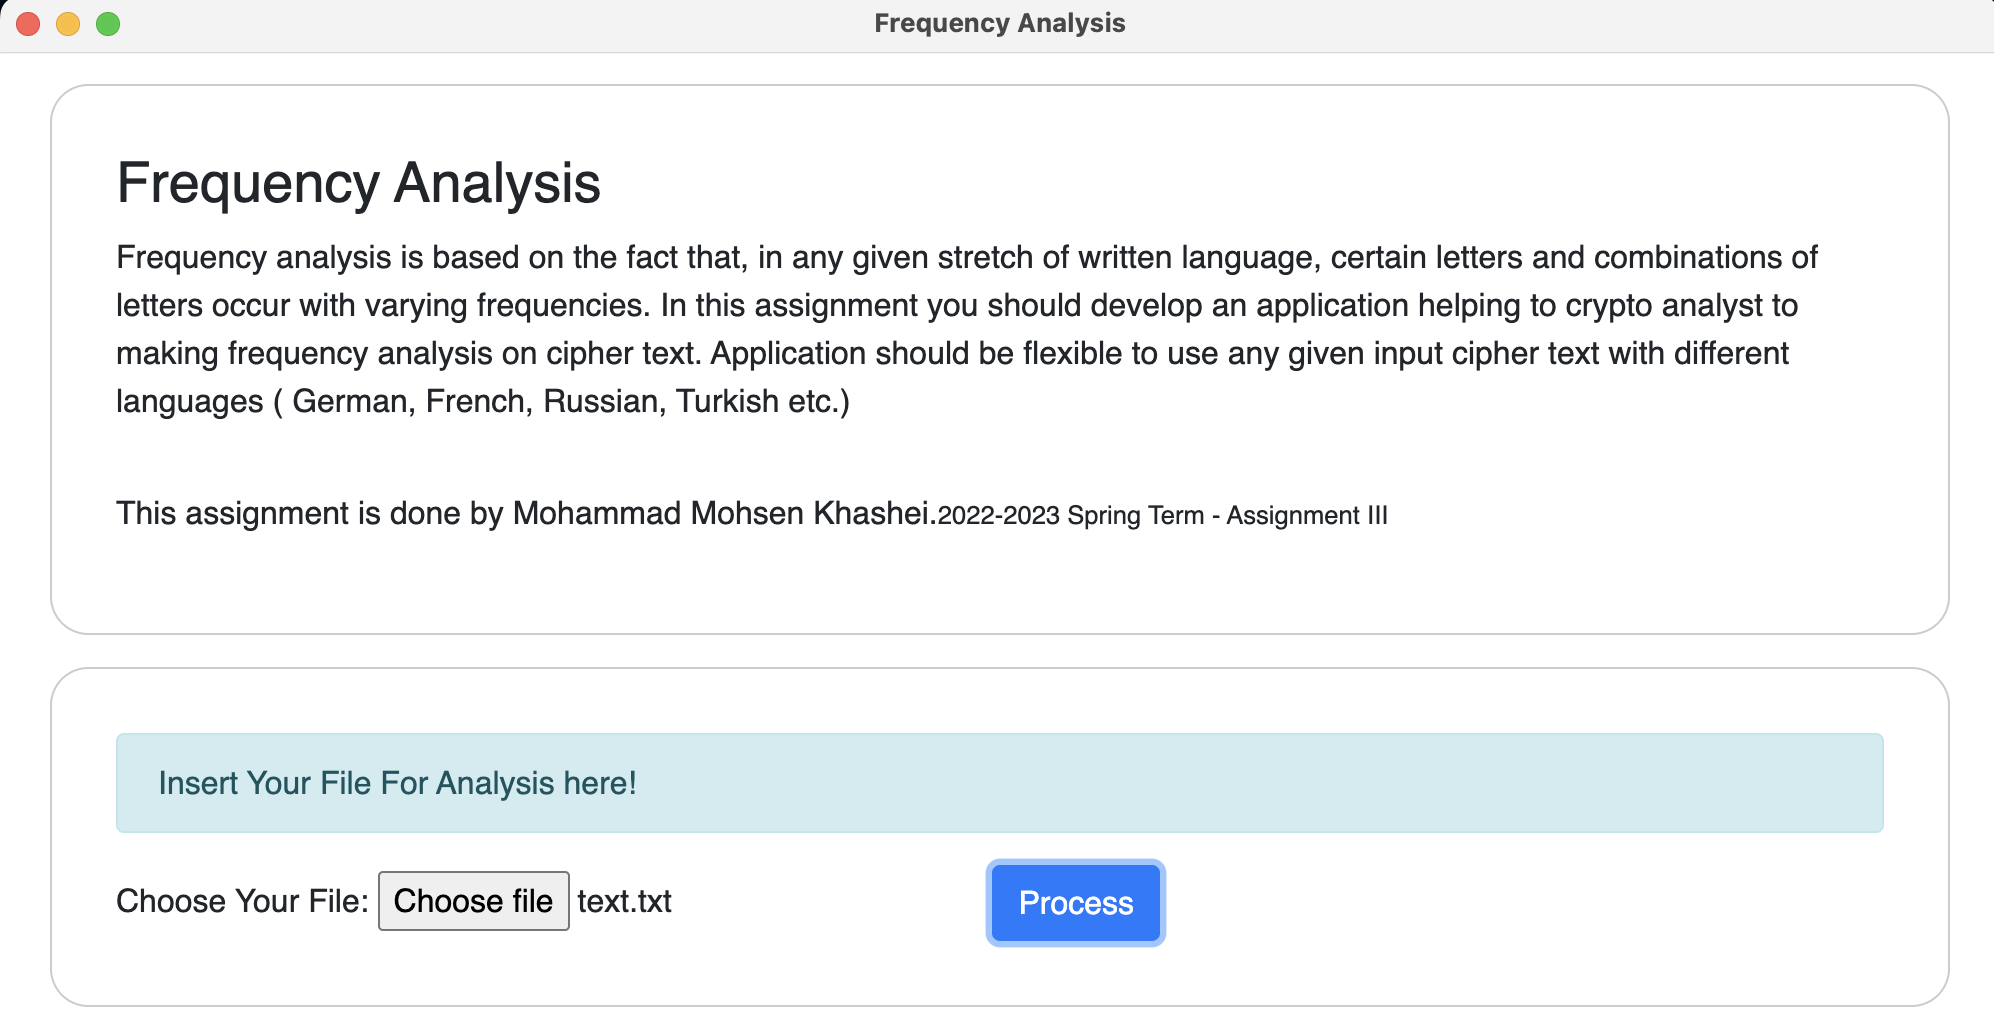 Frequency Analysis
Frequency Analysis
Frequency analysis is based on the fact that, in any given stretch of written language, certain letters and combinations of
letters occur with varying frequencies. In this assignment you should develop an application helping to crypto analyst to
making frequency analysis on cipher text. Application should be flexible to use any given input cipher text with different
languages ( German, French, Russian, Turkish etc.)
This assignment is done by Mohammad Mohsen Khashei.2022-2023 Spring Term - Assignment III
Insert Your File For Analysis here!
Choose Your File: Choose file text.txt Process